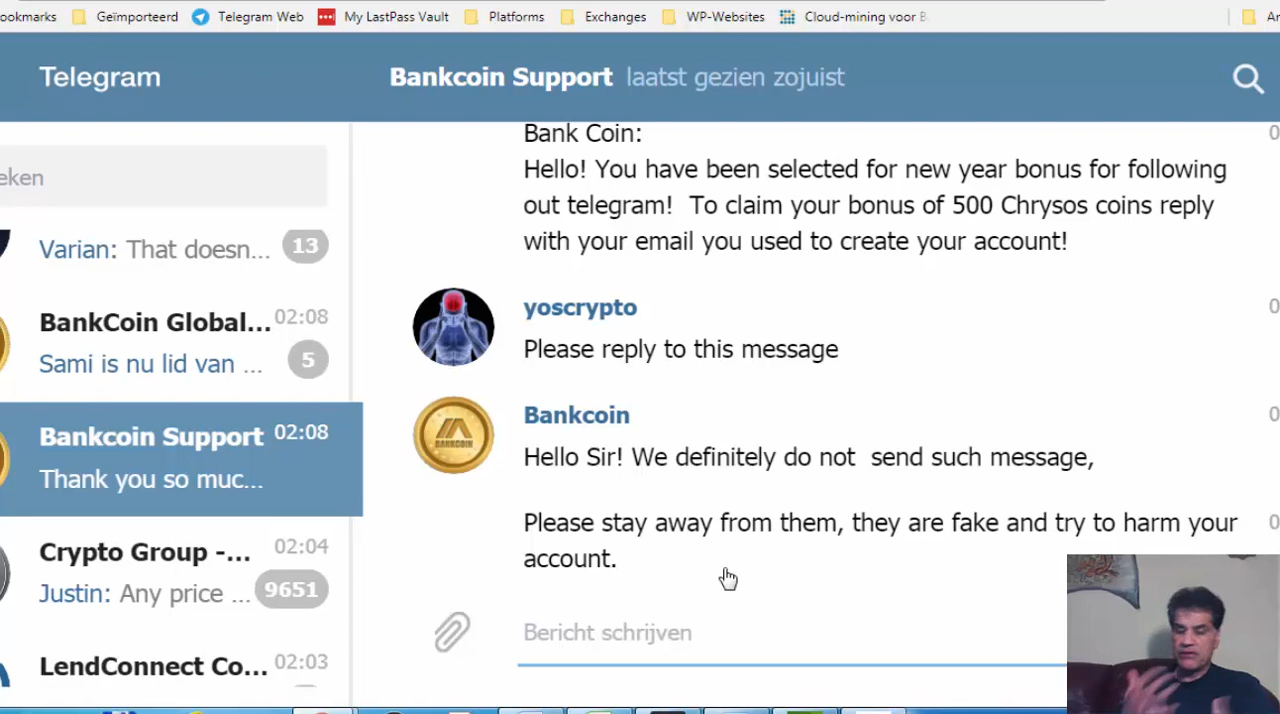 ookmarks Geïmporteerd Telegram Web My LastPass Vault Platforms Exchanges WP-Websites Cloud-mining voor B
Telegram Bankcoin Support laatst gezien zojuist
eken
Varian: That doesn... 13
BankCoin Global... 02:08
Sami is nu lid van ... 5
Bankcoin Support 02:08
Thank you so muc...
Crypto Group -... 02:04
Justin: Any price ... 9651
LendConnect Co... 02:03
Bank Coin: 0
Hello! You have been selected for new year bonus for following
out telegram! To claim your bonus of 500 Chrysos coins reply
with your email you used to create your account!
yoscrypto 0
Please reply to this message
Bankcoin 0
BANKCOIN
Hello Sir! We definitely do not send such message,
Please stay away from them, they are fake and try to harm your 0
account.
Bericht schrijven